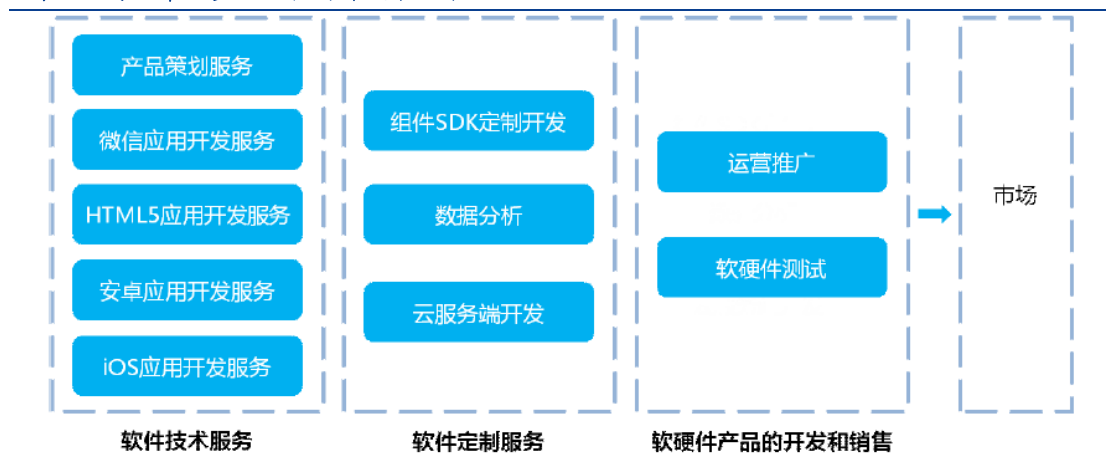 产品策划服务
微信应用开发服务
HTML5应用开发服务
安卓应用开发服务
iOS应用开发服务
软件技术服务
组件SDK定制开发
数据分析
云服务端开发
软件定制服务
运营推广
软硬件测试
软硬件产品的开发和销售
市场